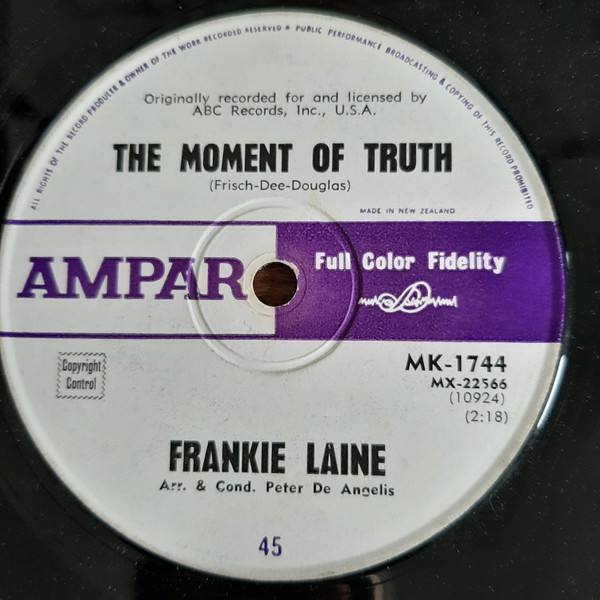 ALL RIGHTS OF THE RECORD PRODUCER & OWNER OF THE WORK RECORDED RESERVED • PUBLIC PERFORMANCE BROADCASTING & COPYING OF THIS RECORD PROHIBITED
Originally recorded for and licensed by
ABC Records, Inc., U.S.A.
THE MOMENT OF TRUTH
(Frisch-Dee-Douglas)
MADE IN NEW ZEALAND
AMPAR
Full Color Fidelity
Copyright
Control
MK-1744
MX-22566
(10924)
(2:18)
FRANKIE LAINE
Arr. & Cond. Peter De Angelis
45